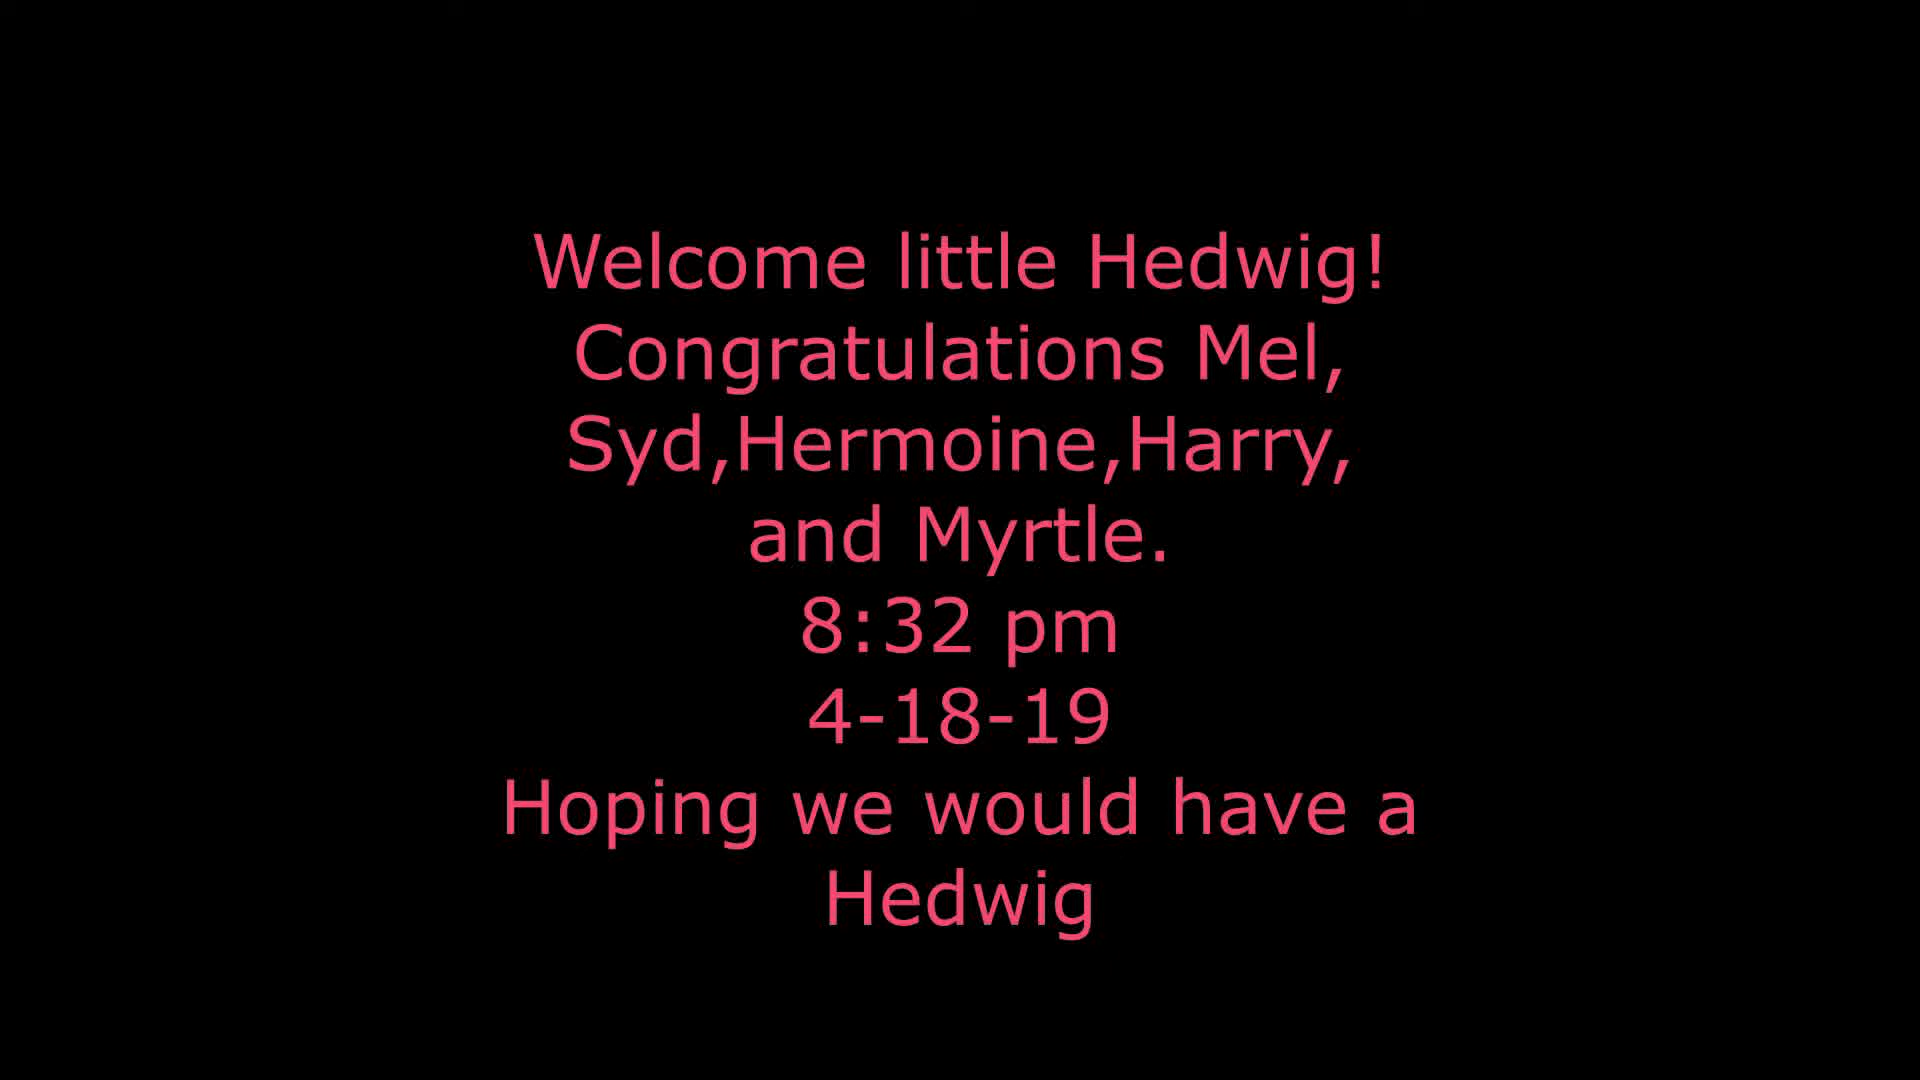 Welcome little Hedwig!
Congratulations Mel,
Syd,Hermoine,Harry,
and Myrtle.
8:32 pm
4-18-19
Hoping we would have a
Hedwig